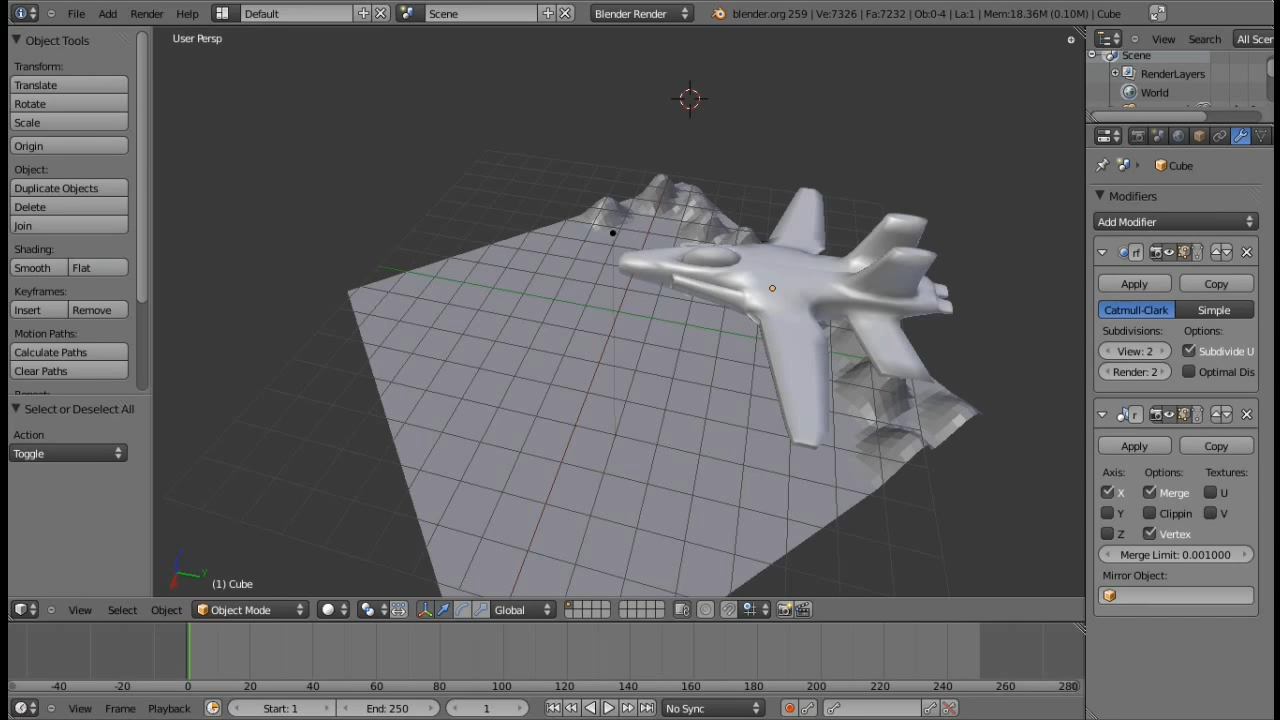 File Add Render Help Default Scene Blender Render blender.org 259 | Ve:7326 | Fa:7232 | Ob:0-4 | La:1 | Mem:18.36M (0.10M) | Cube
Object Tools
Transform:
Translate
Rotate
Scale
Origin
Object:
Duplicate Objects
Delete
Join
Shading:
Smooth Flat
Keyframes:
Insert Remove
Motion Paths:
Calculate Paths
Clear Paths
Select or Deselect All
Action
Toggle
User Persp
(1) Cube
View Search All Scen
Scene
RenderLayers
World
Cube
Modifiers
Add Modifier
Apply Copy
Catmull-Clark Simple
Subdivisions: Options:
View: 2 Subdivide U
Render: 2 Optimal Dis
Apply Copy
Axis: Options: Textures:
X Merge U
Y Clippin V
Z Vertex
Merge Limit: 0.001000
Mirror Object:
View Select Object Object Mode Global
-40 -20 0 20 40 60 80 100 120 140 160 180 200 220 240 260 280
View Frame Playback Start: 1 End: 250 1 No Sync